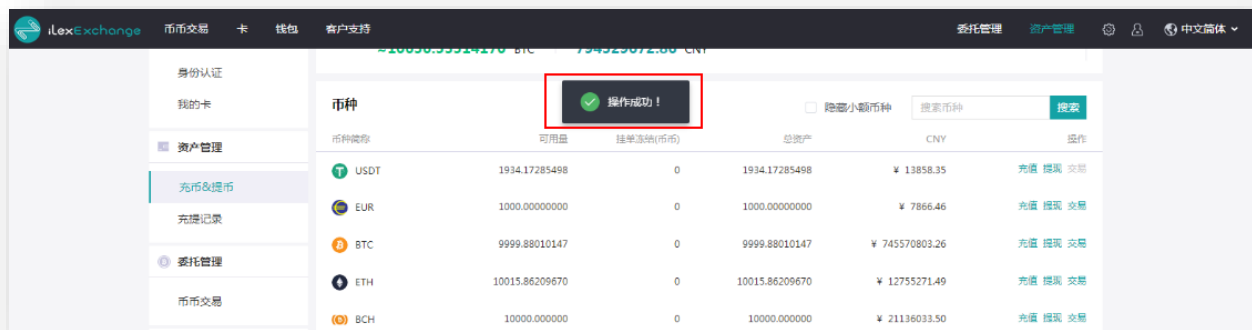 iLexExchange 币币交易 卡 钱包 客户支持 委托管理 资产管理 中文简体
BTC CNY
身份认证
我的卡
资产管理
充币&提币
充提记录
委托管理
币币交易
操作成功！
币种 隐藏小额币种 搜索币种 搜索
币种简称 可用量 挂单冻结(币币) 总资产 CNY 操作
USDT 1934.17285498 0 1934.17285498 ¥ 13858.35 充值 提现 交易
EUR 1000.00000000 0 1000.00000000 ¥ 7866.46 充值 提现 交易
BTC 9999.88010147 0 9999.88010147 ¥ 745570803.26 充值 提现 交易
ETH 10015.86209670 0 10015.86209670 ¥ 12755271.49 充值 提现 交易
BCH 10000.000000 0 10000.000000 ¥ 21136033.50 充值 提现 交易